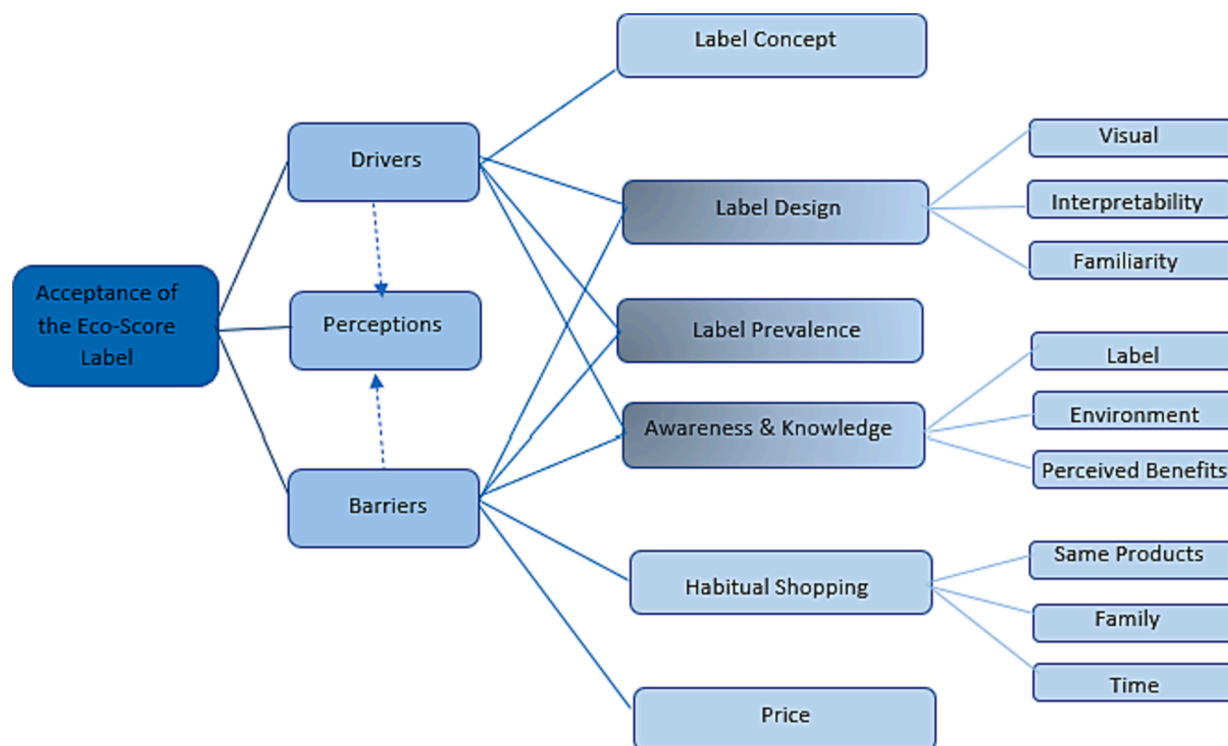 Label Concept
Drivers
Visual
Label Design
Interpretability
Familiarity
Acceptance of
the Eco-Score
Label
Perceptions
Label Prevalence
Label
Awareness & Knowledge
Environment
Perceived Benefits
Barriers
Same Products
Habitual Shopping
Family
Time
Price